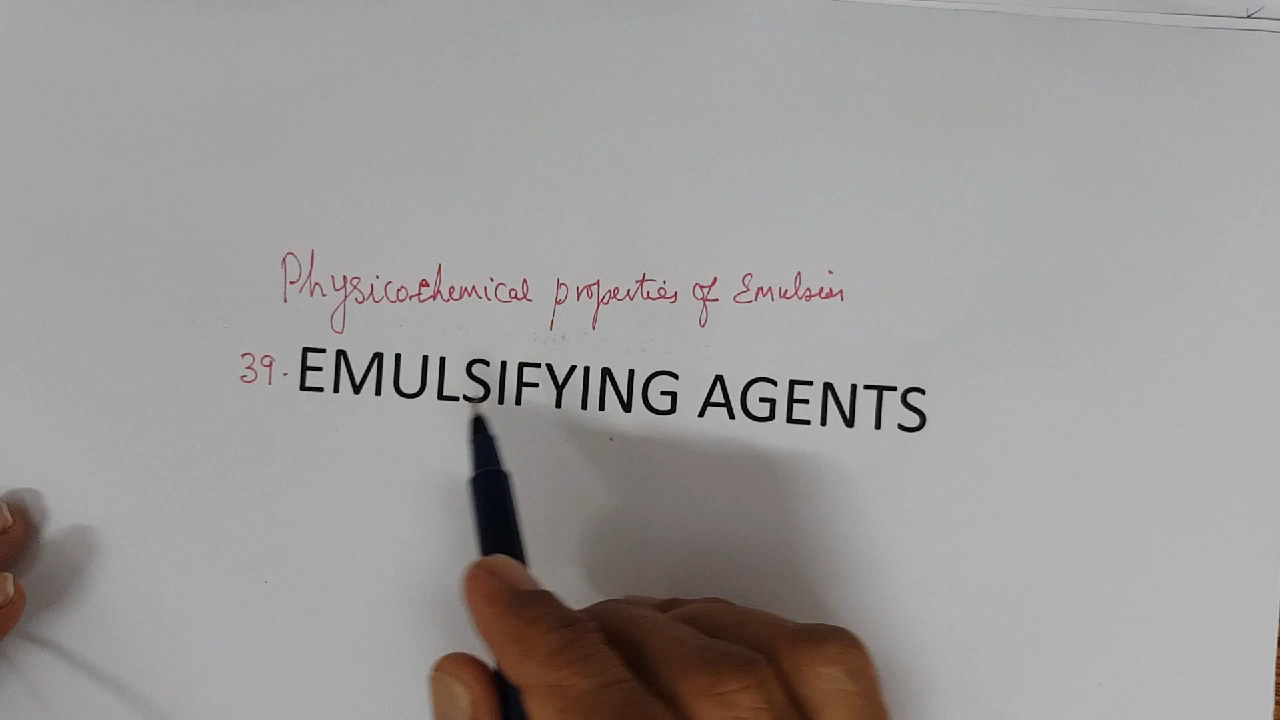 Physicochemical properties of Emulsion
39. EMULSIFYING AGENTS